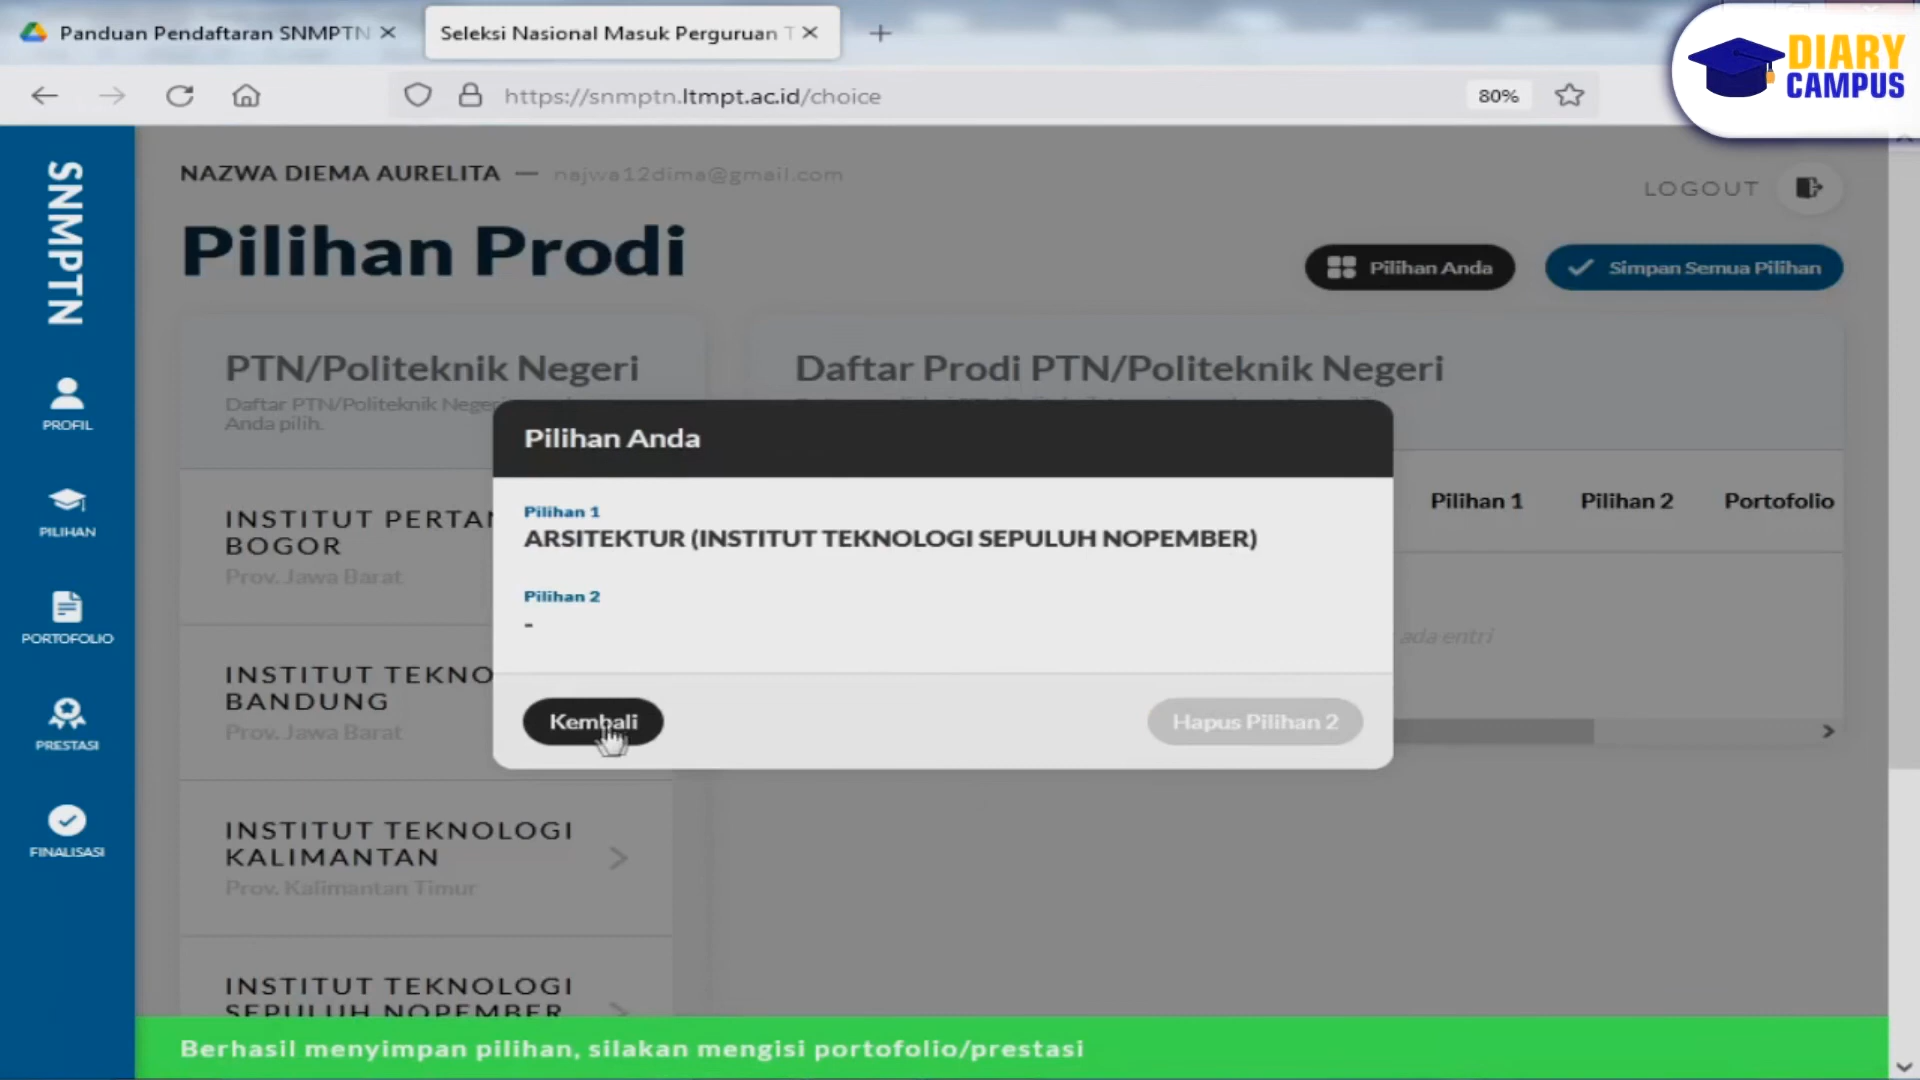 Panduan Pendaftaran SNMPTN
Seleksi Nasional Masuk Perguruan T
DIARY
CAMPUS
https://snmptn.ltmpt.ac.id/choice
80%
SNMPTN
PROFIL
PILIHAN
PORTOFOLIO
PRESTASI
FINALISASI
NAZWA DIEMA AURELITA — najwa12dima@gmail.com
LOGOUT
Pilihan Prodi
Pilihan Anda
Simpan Semua Pilihan
PTN/Politeknik Negeri
Daftar PTN/Politeknik Negeri
Anda pilih.
Daftar Prodi PTN/Politeknik Negeri
Pilihan 1
Pilihan 2
Portofolio
ada entri
INSTITUT PERTAN
BOGOR
Prov. Jawa Barat
INSTITUT TEKNO
BANDUNG
Prov. Jawa Barat
INSTITUT TEKNOLOGI
KALIMANTAN
Prov. Kalimantan Timur
INSTITUT TEKNOLOGI
SEPULUH NOPEMBER
Pilihan Anda
Pilihan 1
ARSITEKTUR (INSTITUT TEKNOLOGI SEPULUH NOPEMBER)
Pilihan 2
-
Kembali
Hapus Pilihan 2
Berhasil menyimpan pilihan, silakan mengisi portofolio/prestasi